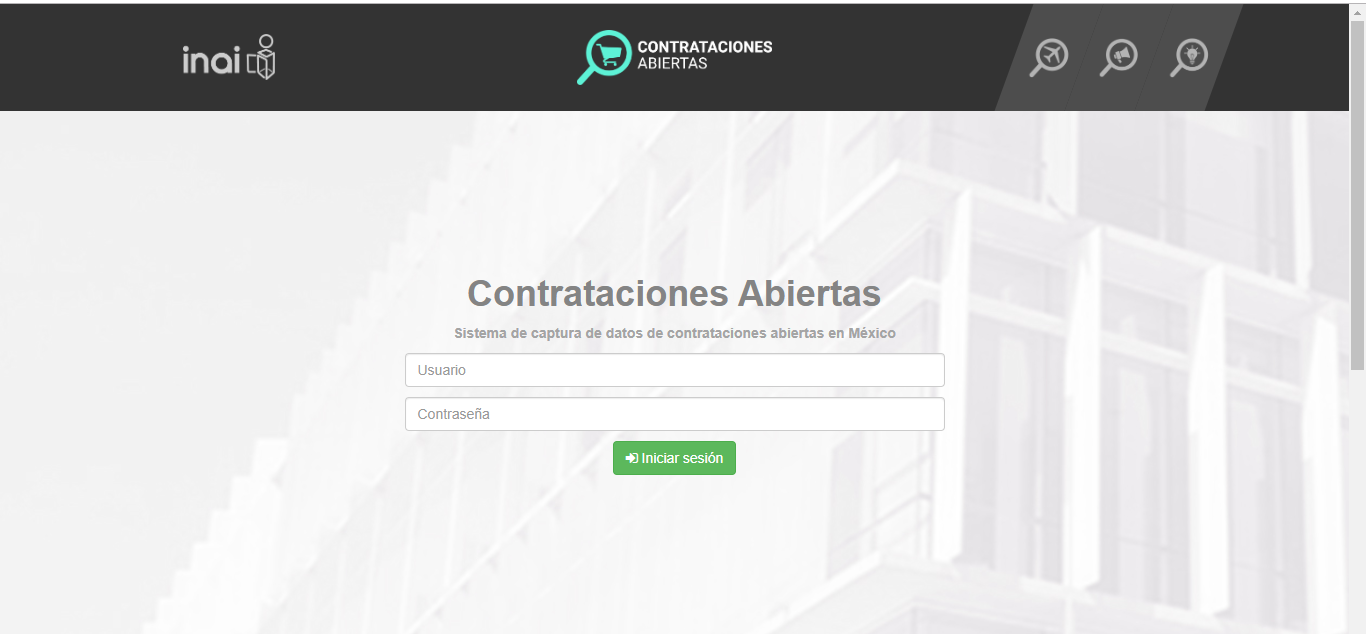 inai
CONTRATACIONES
ABIERTAS
Contrataciones Abiertas
Sistema de captura de datos de contrataciones abiertas en México
Usuario
Contraseña
Iniciar sesión